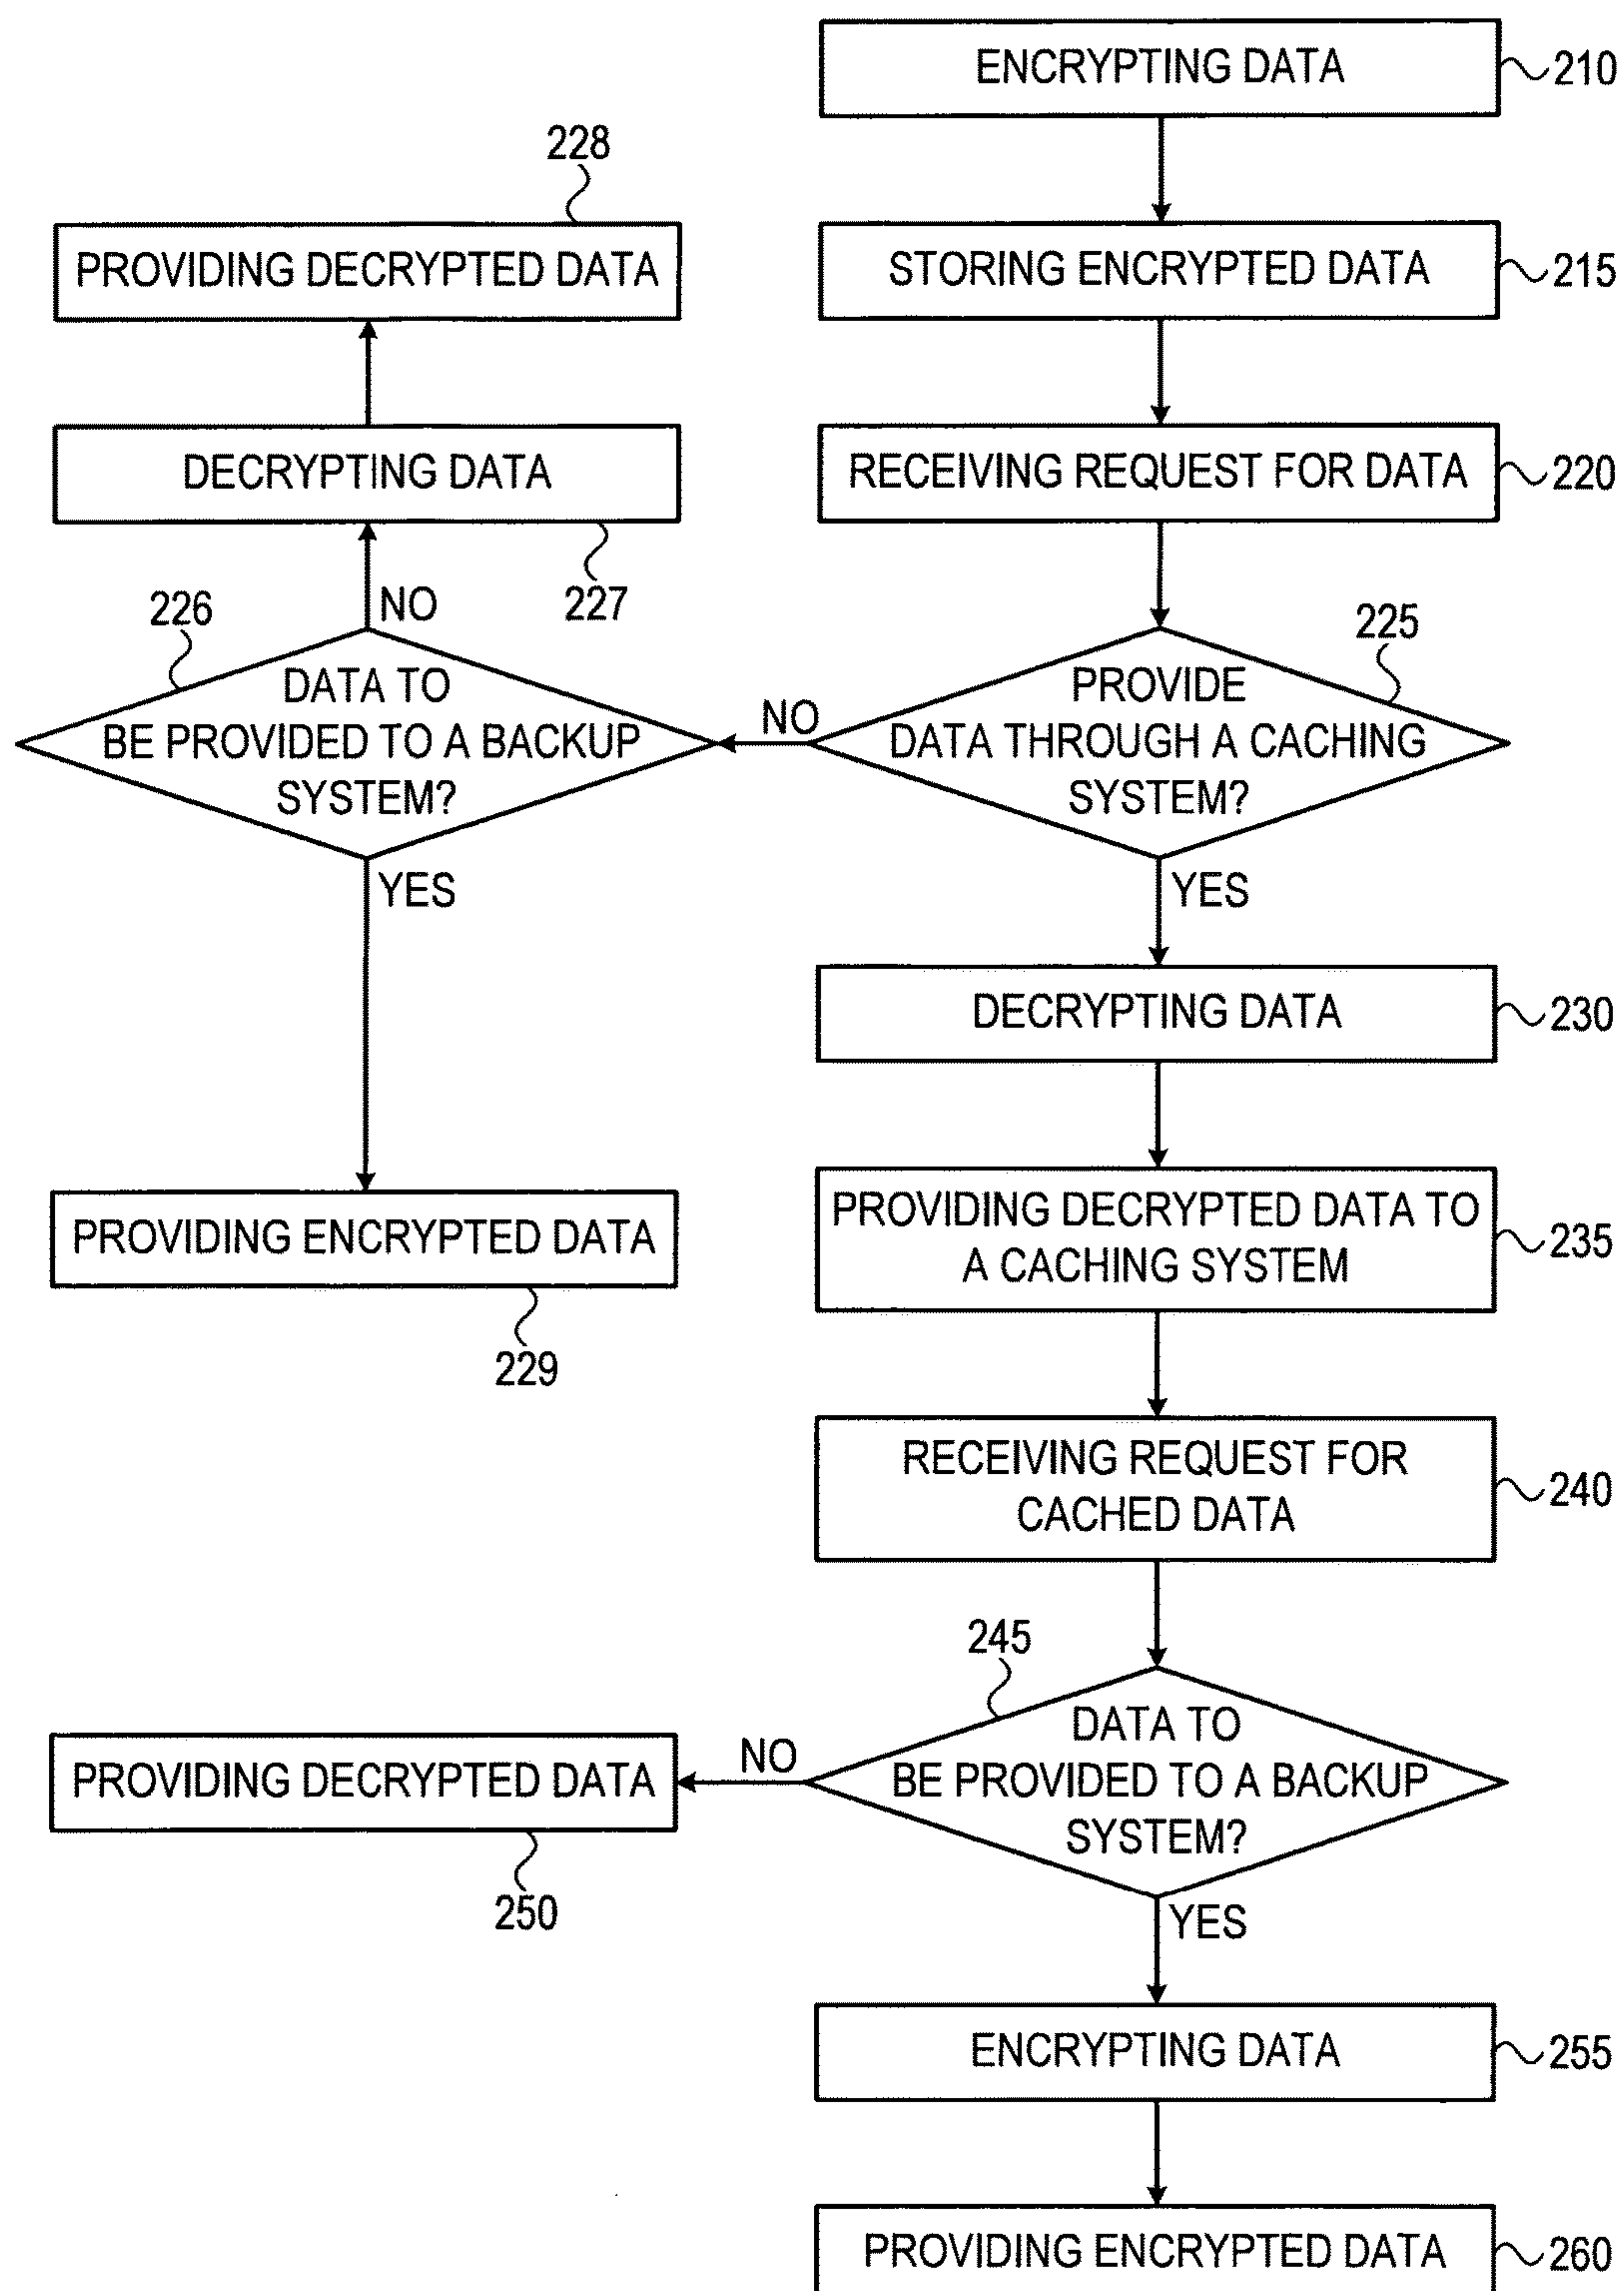 ENCRYPTING DATA
210
228
PROVIDING DECRYPTED DATA
STORING ENCRYPTED DATA
215
DECRYPTING DATA
227
RECEIVING REQUEST FOR DATA
220
226
NO
DATA TO
BE PROVIDED TO A BACKUP
SYSTEM?
YES
NO
225
PROVIDE
DATA THROUGH A CACHING
SYSTEM?
YES
DECRYPTING DATA
230
PROVIDING ENCRYPTED DATA
229
PROVIDING DECRYPTED DATA TO
A CACHING SYSTEM
235
RECEIVING REQUEST FOR
CACHED DATA
240
245
DATA TO
BE PROVIDED TO A BACKUP
SYSTEM?
NO
PROVIDING DECRYPTED DATA
250
YES
ENCRYPTING DATA
255
PROVIDING ENCRYPTED DATA
260